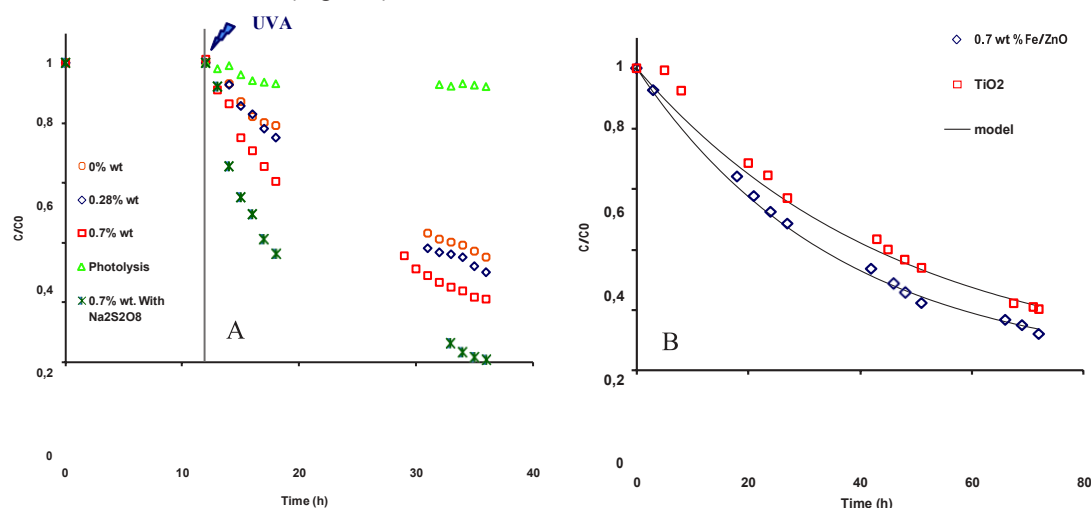 UVA
1
0,8
0,6
0,4
0,2
0
C/C0
0% wt
0.28% wt
0.7% wt
Photolysis
0.7% wt. With
Na2S2O8
A
0
10
20
30
40
Time (h)
0.7 wt % Fe/ZnO
TiO2
model
1
0,8
0,6
0,4
0,2
0
C/C0
B
0
20
40
60
80
Time (h)